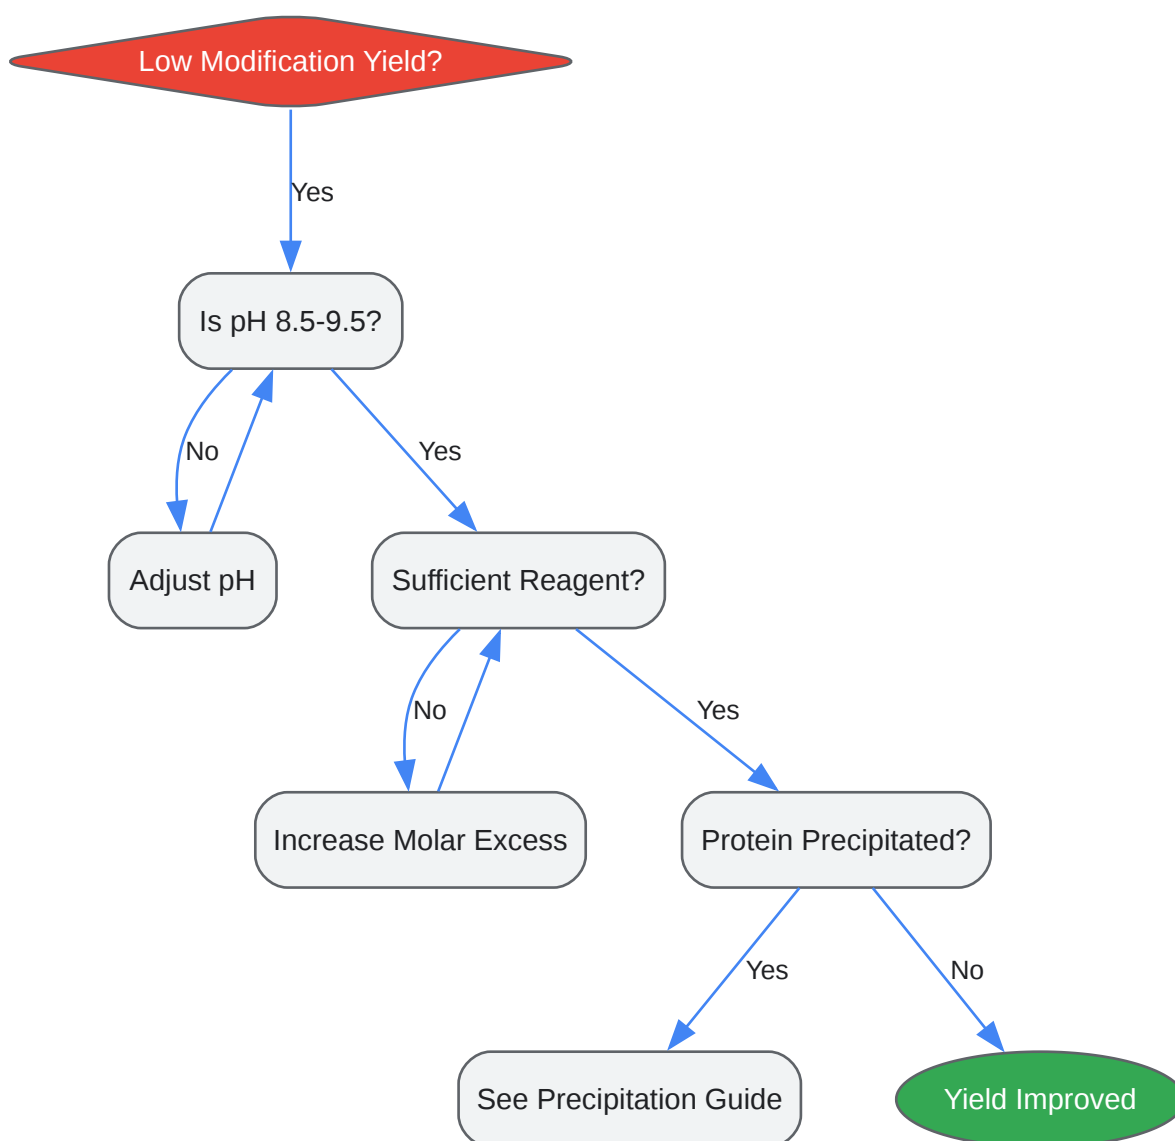 Low Modification Yield?
Yes
Is pH 8.5-9.5?
No
Yes
Adjust pH
Sufficient Reagent?
No
Yes
Increase Molar Excess
Protein Precipitated?
Yes
No
See Precipitation Guide
Yield Improved